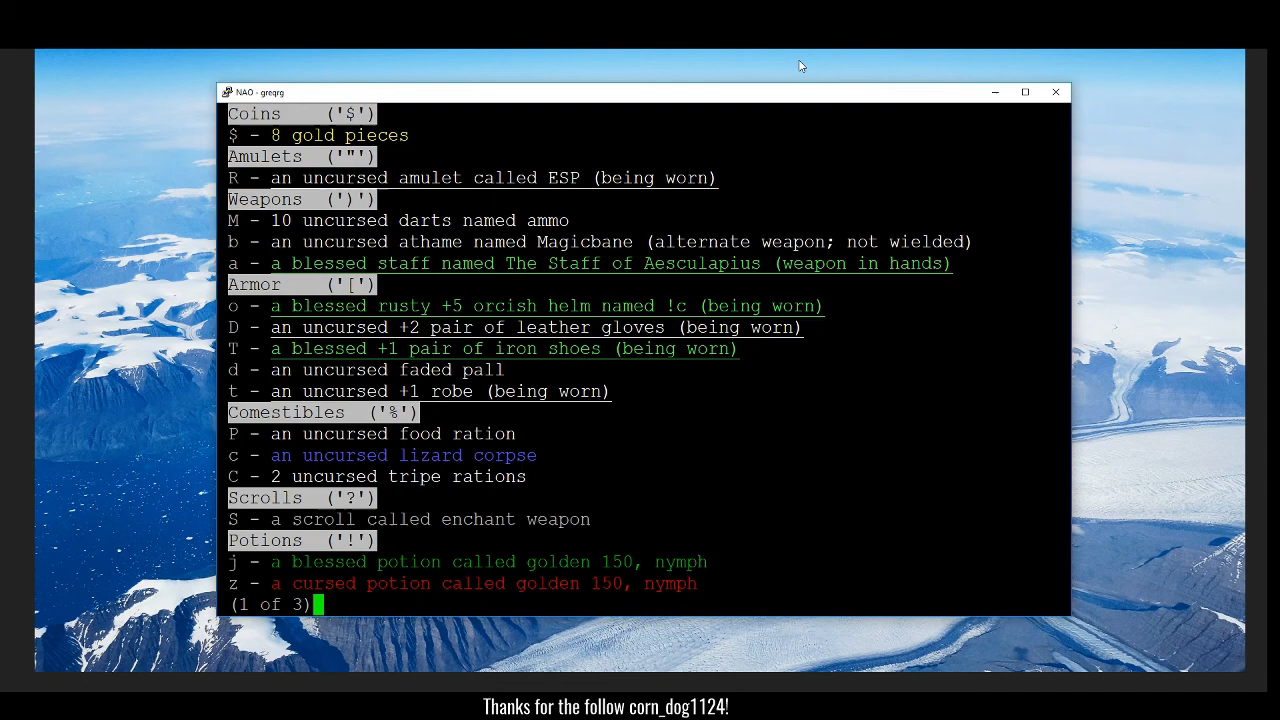 NAO - greqrg
Coins ('$')
$ - 8 gold pieces
Amulets ('"')
R - an uncursed amulet called ESP (being worn)
Weapons (')')
M - 10 uncursed darts named ammo
b - an uncursed athame named Magicbane (alternate weapon; not wielded)
a - a blessed staff named The Staff of Aesculapius (weapon in hands)
Armor ('[')
o - a blessed rusty +5 orcish helm named !c (being worn)
D - an uncursed +2 pair of leather gloves (being worn)
T - a blessed +1 pair of iron shoes (being worn)
d - an uncursed faded pall
t - an uncursed +1 robe (being worn)
Comestibles ('%')
P - an uncursed food ration
c - an uncursed lizard corpse
C - 2 uncursed tripe rations
Scrolls ('?')
S - a scroll called enchant weapon
Potions ('!')
j - a blessed potion called golden 150, nymph
z - a cursed potion called golden 150, nymph
(1 of 3)
Thanks for the follow corn_dog1124!